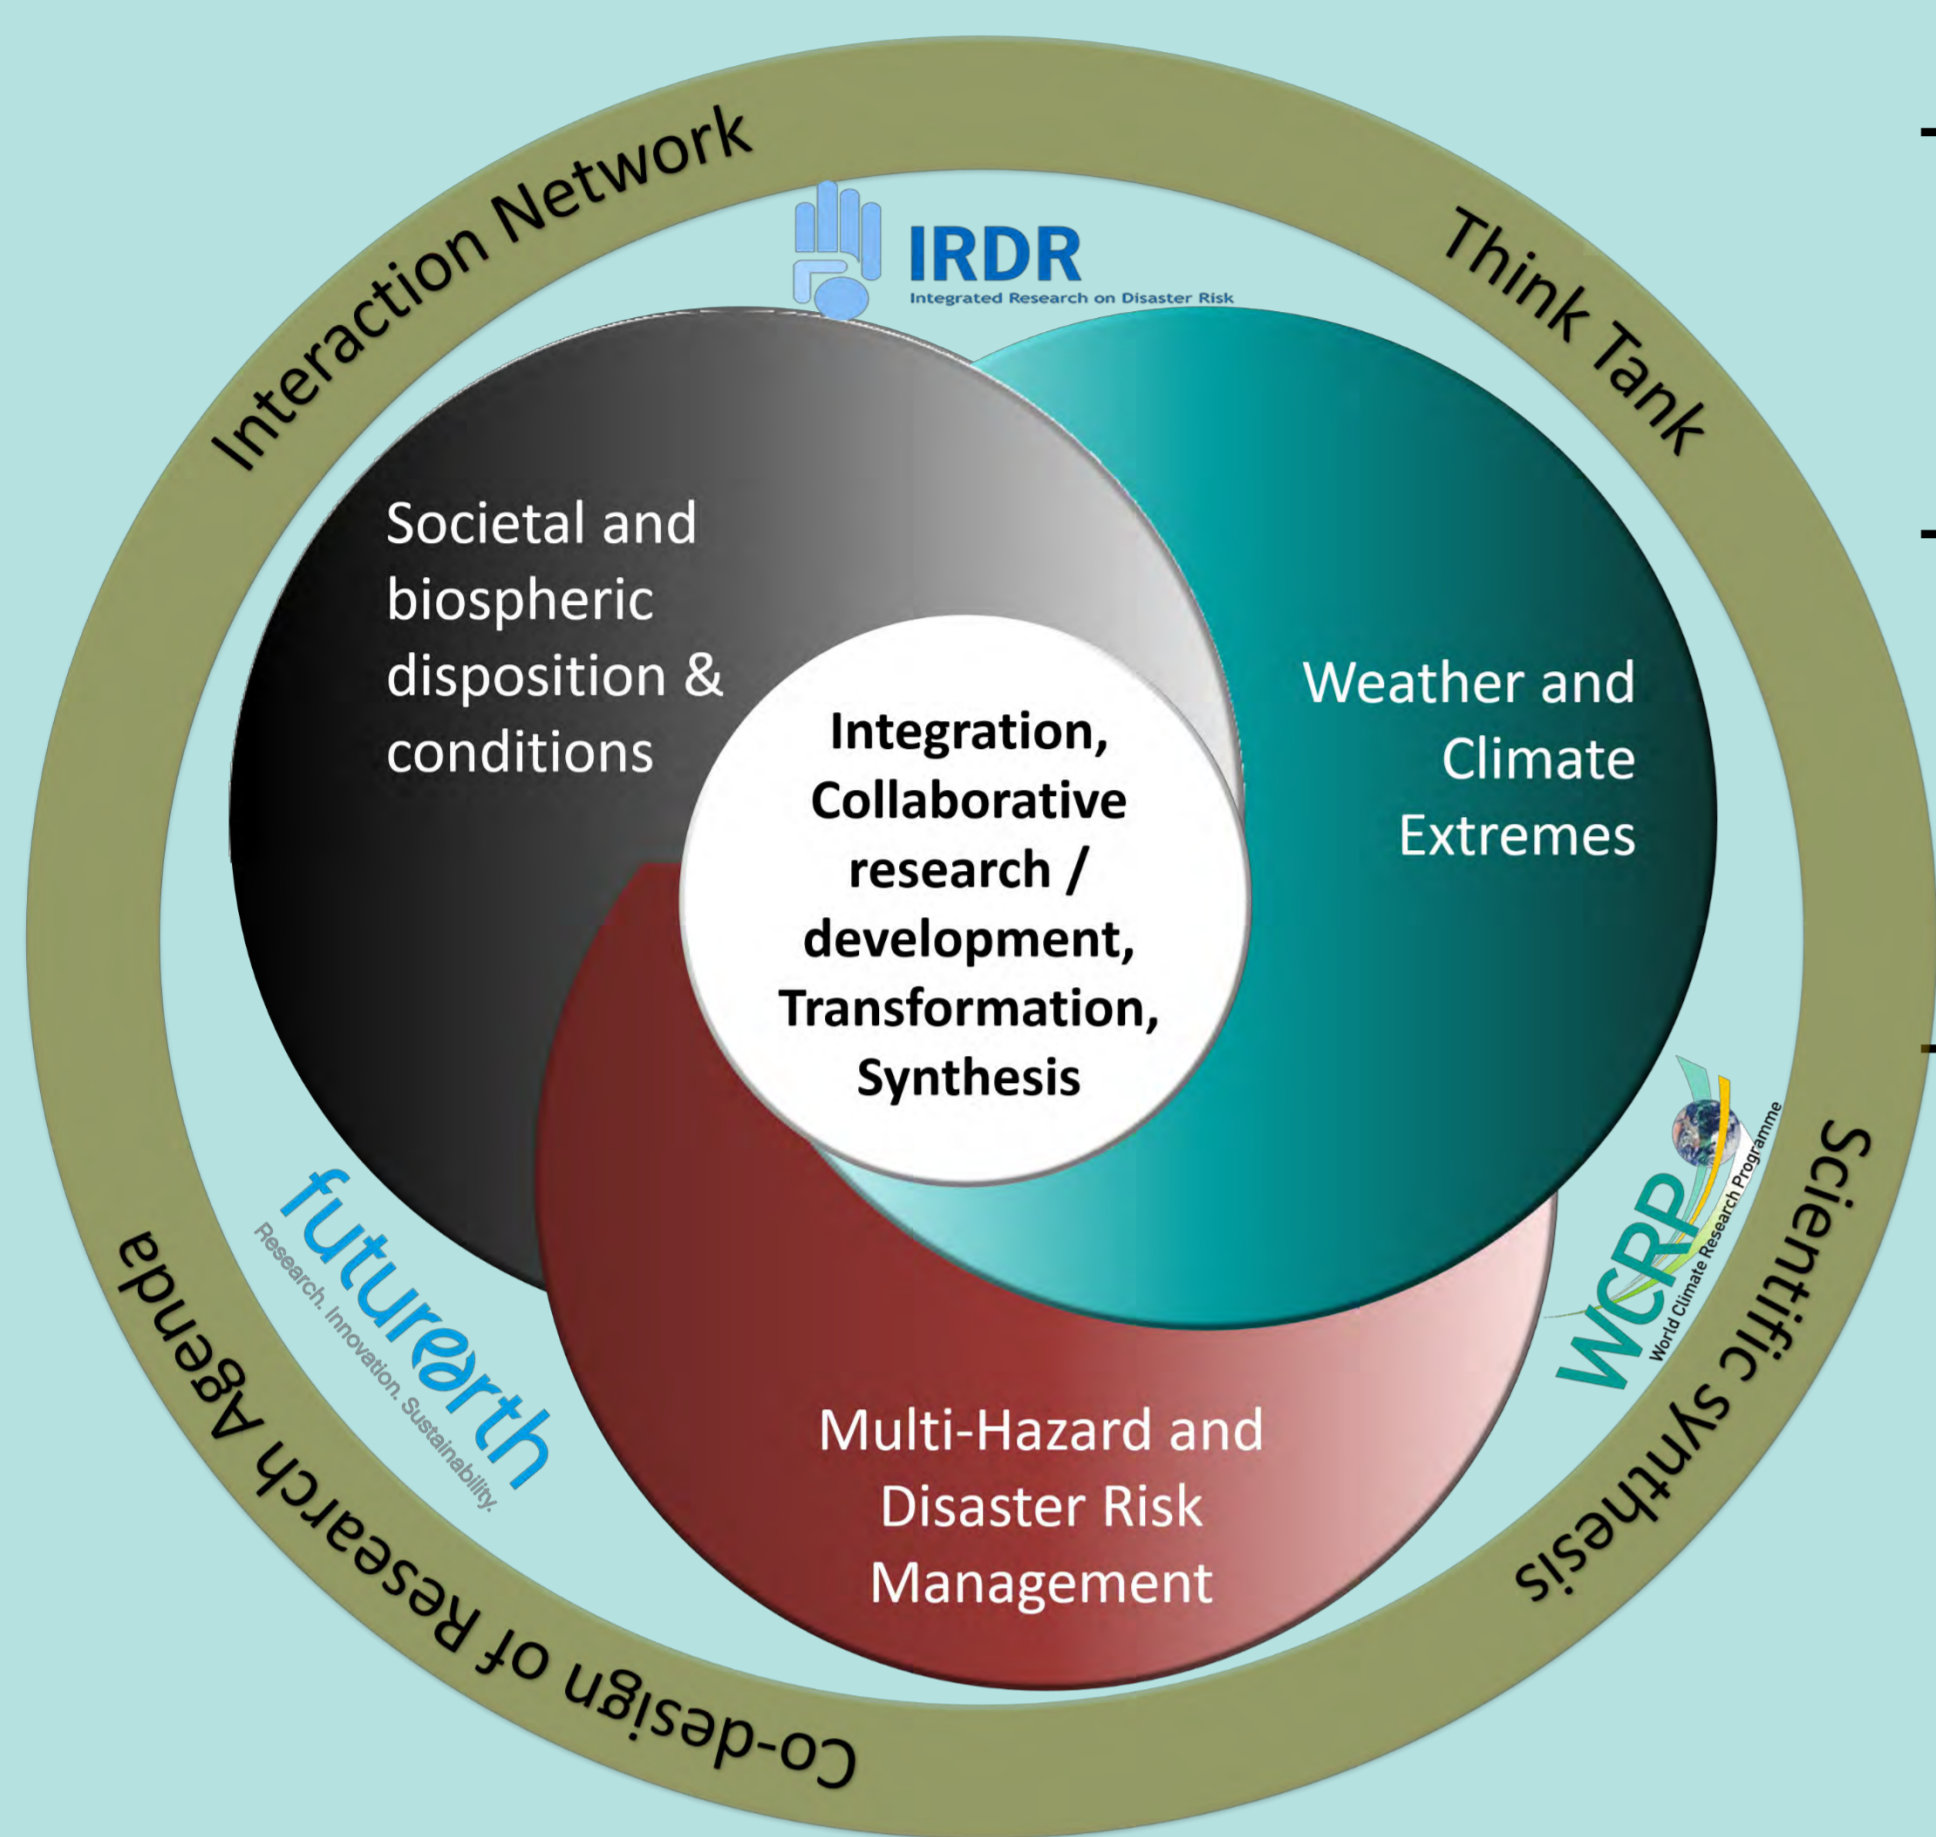 Interaction Network
Think Tank
IRDR
Integrated Research on Disaster Risk
Societal and
biospheric
disposition &
conditions
Weather and
Climate
Extremes
Integration,
Collaborative
research /
development,
Transformation,
Synthesis
Multi-Hazard and
Disaster Risk
Management
futurearth
Research. Innovation. Sustainability.
WCRP
World Climate Research Programme
Scientific synthesis
Co-design of Research Agenda
-
-
-